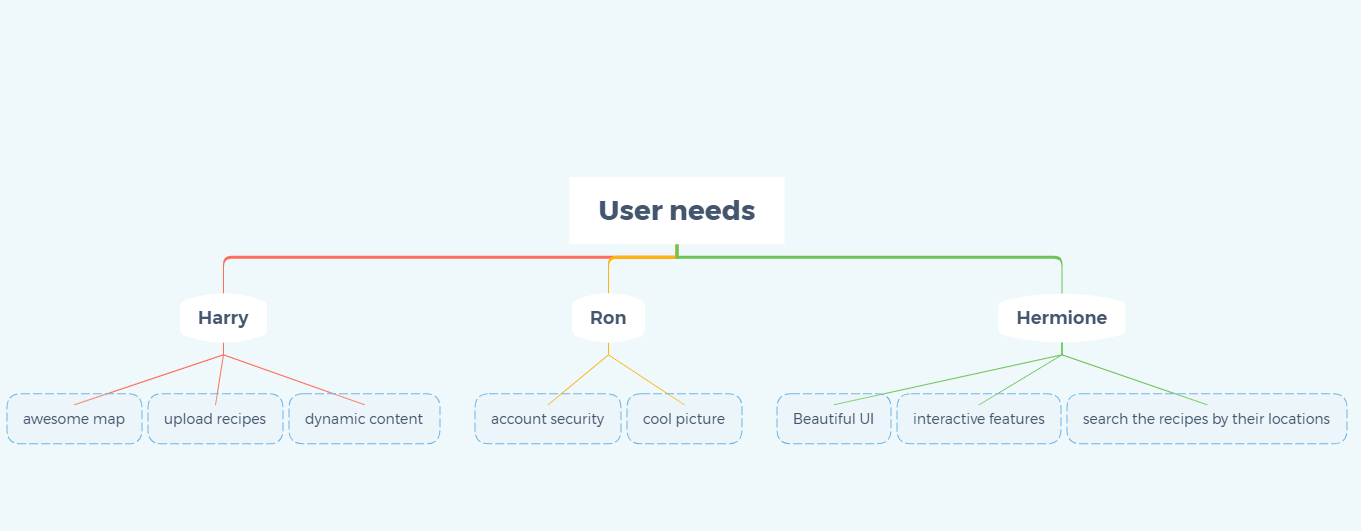 User needs
Harry
Ron
Hermione
awesome map
upload recipes
dynamic content
account security
cool picture
Beautiful UI
interactive features
search the recipes by their locations